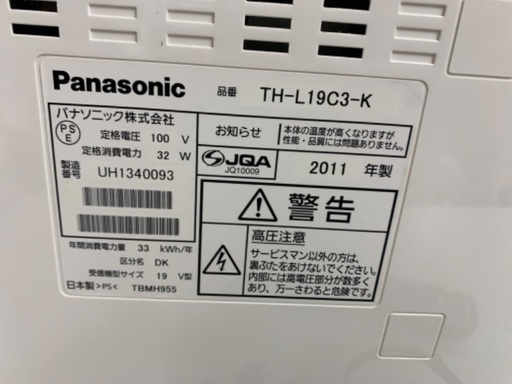 Panasonic
品番 TH-L19C3-K
パナソニック株式会社
PSE
定格電圧 100 V
定格消費電力 32 W
お知らせ
本体の温度が高くなりますが
性能・品質には問題ありません。
製造番号 UH1340093
JQA
JQ10009
2011 年製
警告
高圧注意
サービスマン以外の方は、
裏ぶたをあけないでください。
内部には高電圧部分が数多く
あり、万一さわると危険です。
年間消費電力量 33 kWh/年
区分名 DK
受信機型サイズ 19 V型
日本製 >PS< TBMH955